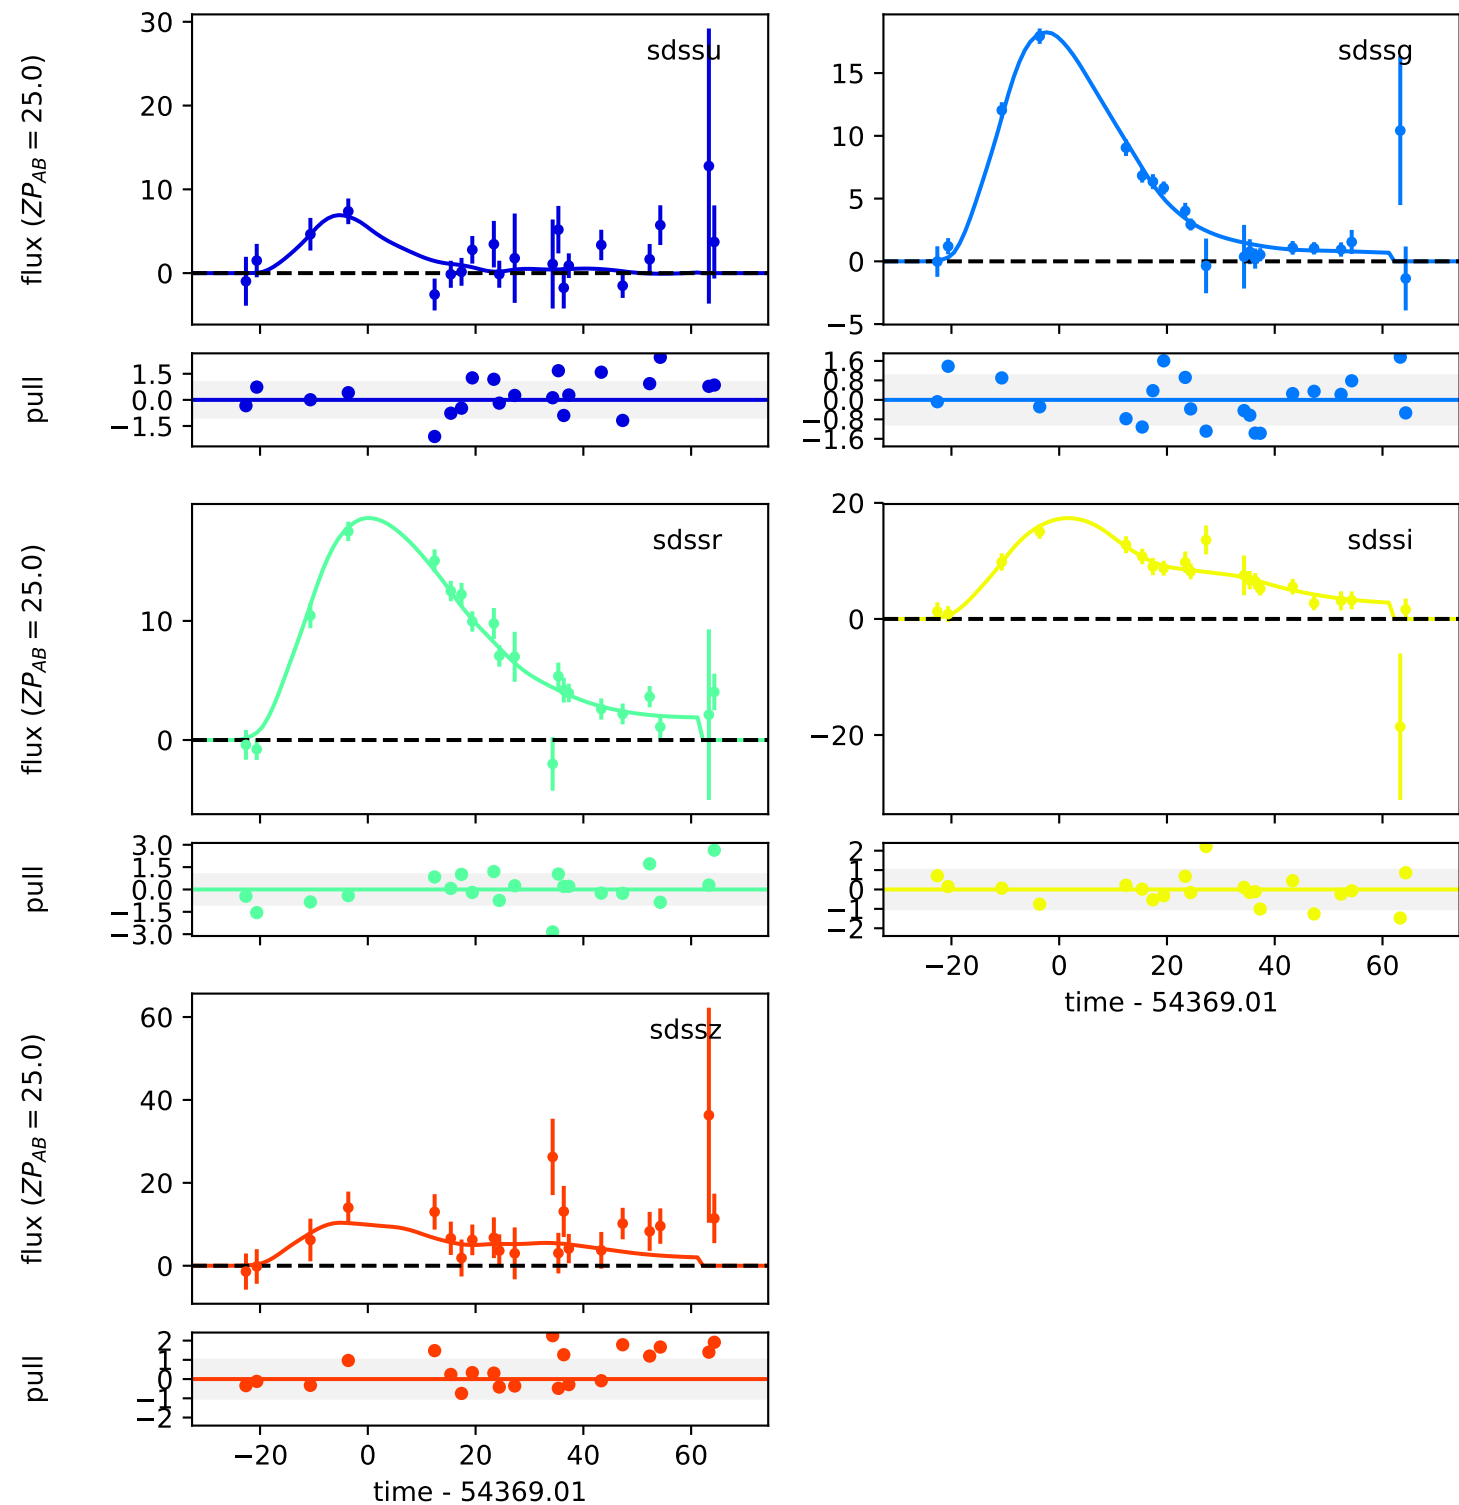 sdssu
flux (ZP_AB = 25.0)
30
20
10
0
pull
1.5
0.0
−1.5
sdssg
15
10
5
0
−5
1.6
0.8
0.0
−0.8
−1.6
sdssr
flux (ZP_AB = 25.0)
10
0
pull
3.0
1.5
0.0
−1.5
−3.0
sdssi
20
0
−20
2
1
0
−1
−2
−20 0 20 40 60
time - 54369.01
sdssz
flux (ZP_AB = 25.0)
60
40
20
0
pull
2
1
0
−1
−2
−20 0 20 40 60
time - 54369.01